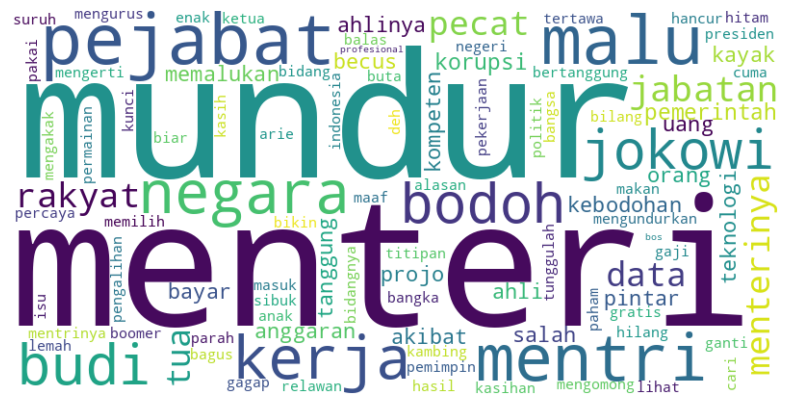 suruh mengurus enak ketua ahlinya pecat tertawa hancur hitam
pejabat balas profesional negeri malu presiden
pakai mengerti memalukan bidang becus korupsi bertanggung cuma kayak
mundur
mengakak permainan kunci biar kasih arie buta indonesia deh kompeten pekerjaan politik bangsa bilang
jabatan
pemerintah
uang
jokowi
rakyat negara alasan bodoh orang
maaf makan kebodohan teknologi menterinya
percaya memilih bikin mengundurkan
menteri
isu pengalihan bayar masuk tanggung bidangnya titipan tunggulah bos gaji
sibuk projo ahli data
anak bangka paham pintar
mentrinya boomer parah anggaran akibat salah gratis hilang ganti
lemah bagus kambing
budi tua kerja pemimpin mentri cari
gagap relawan hasil kasihan mengomong lihat